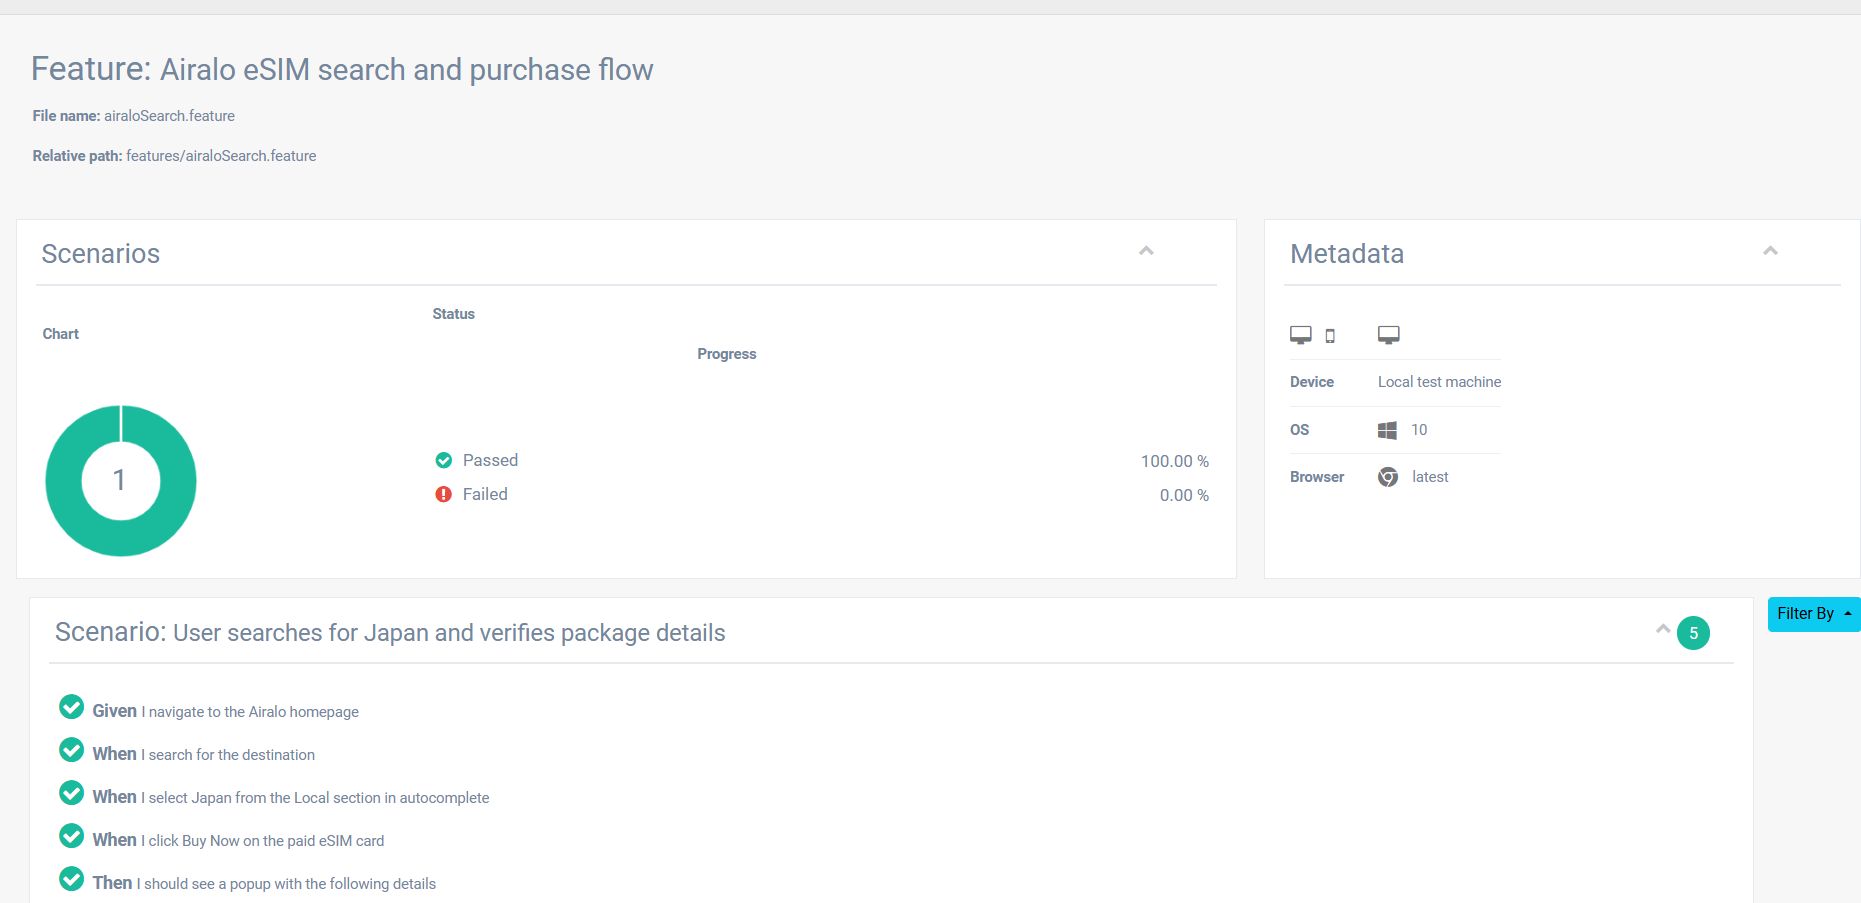 Feature: Airalo eSIM search and purchase flow
File name: airaloSearch.feature
Relative path: features/airaloSearch.feature
Scenarios
Chart
Status
Progress
1
Passed 100.00 %
Failed 0.00 %
Metadata
Device Local test machine
OS 10
Browser latest
Scenario: User searches for Japan and verifies package details
5
Filter By
Given I navigate to the Airalo homepage
When I search for the destination
When I select Japan from the Local section in autocomplete
When I click Buy Now on the paid eSIM card
Then I should see a popup with the following details